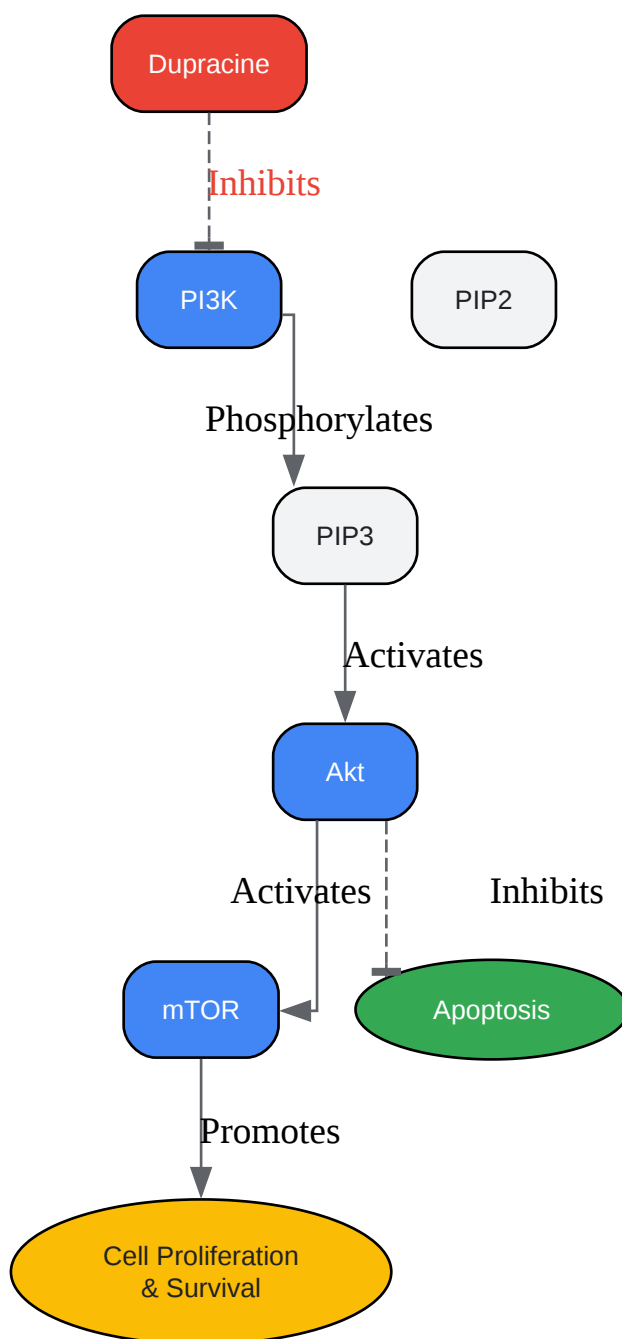 Dupracine
Inhibits
PI3K
PIP2
Phosphorylates
PIP3
Activates
Akt
Activates
Inhibits
mTOR
Apoptosis
Promotes
Cell Proliferation
& Survival